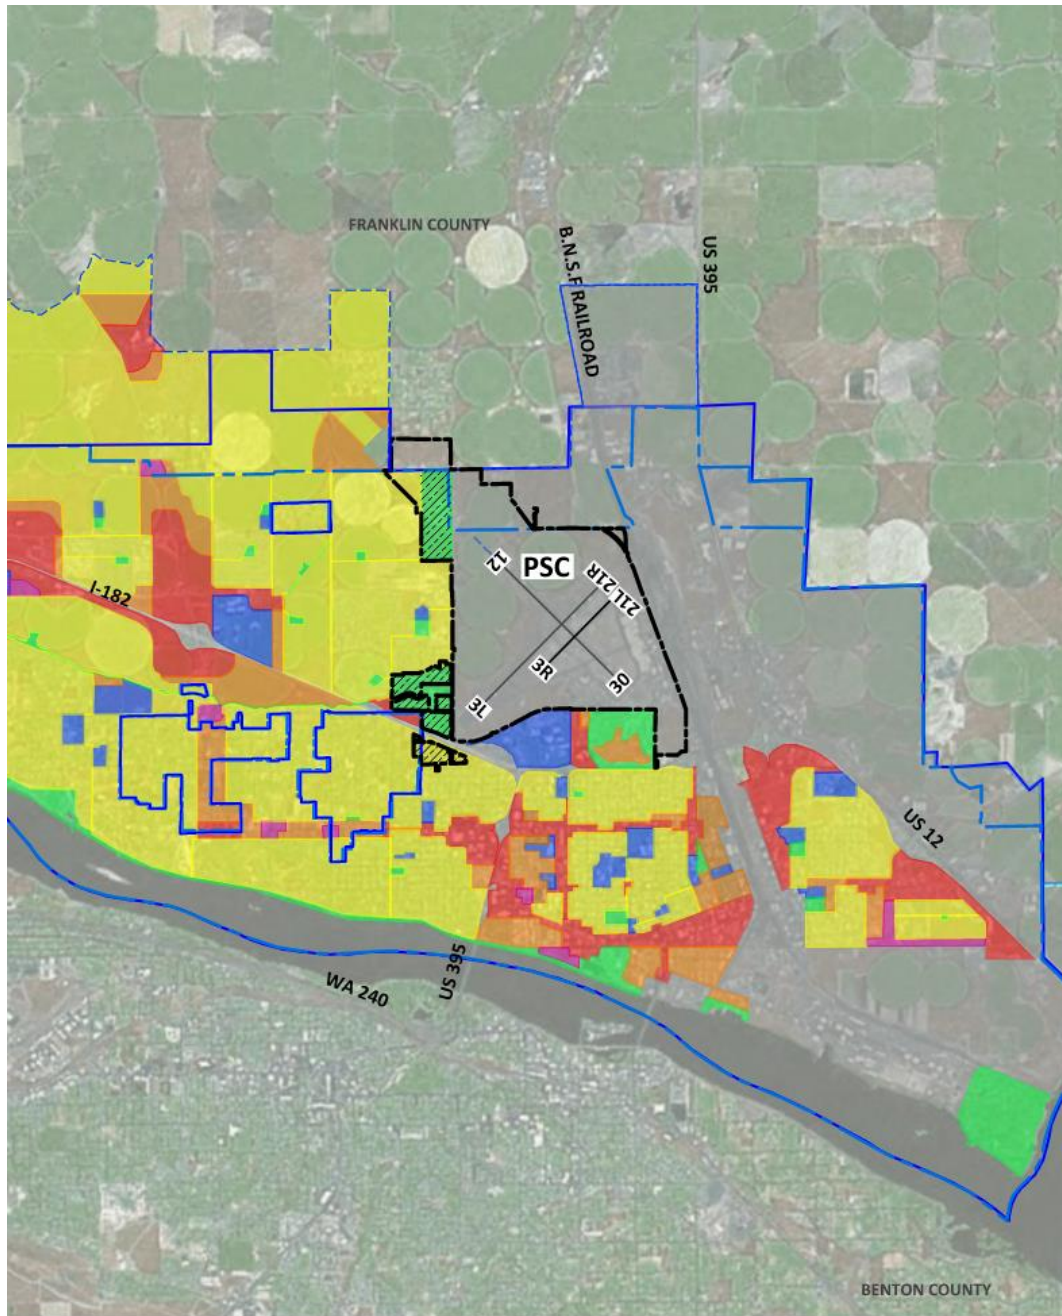 FRANKLIN COUNTY
B.N.S.F RAILROAD
US 395
PSC
12
21R
21L
I-182
3R
30
3L
US 12
US 395
WA 240
BENTON COUNTY